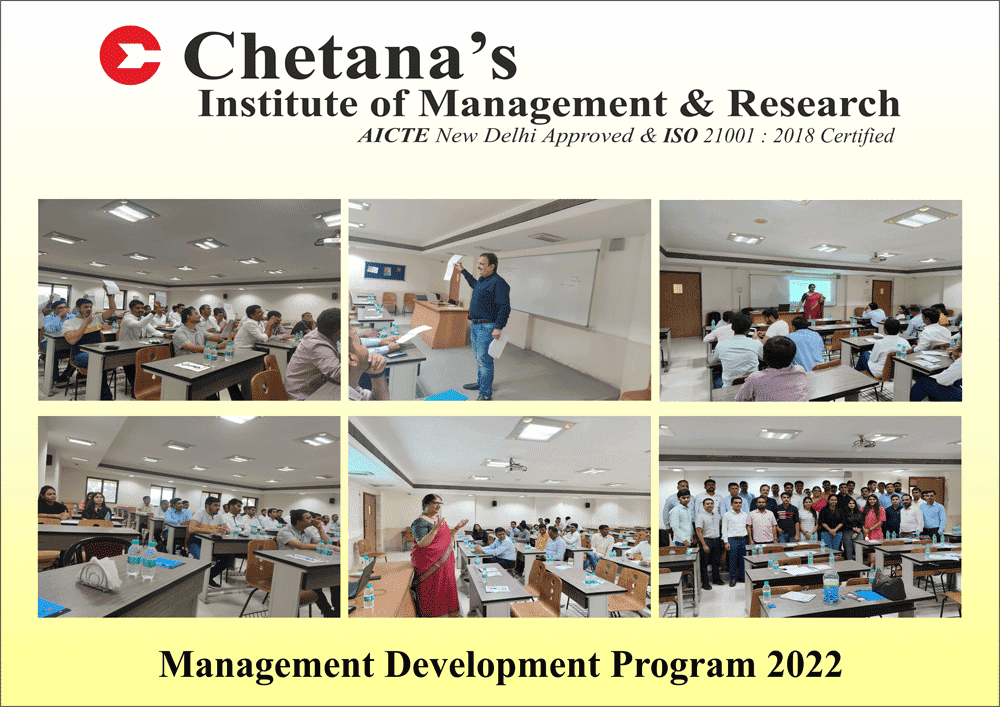 Chetana's
Institute of Management & Research
AICTE New Delhi Approved & ISO 21001 : 2018 Certified
Management Development Program 2022